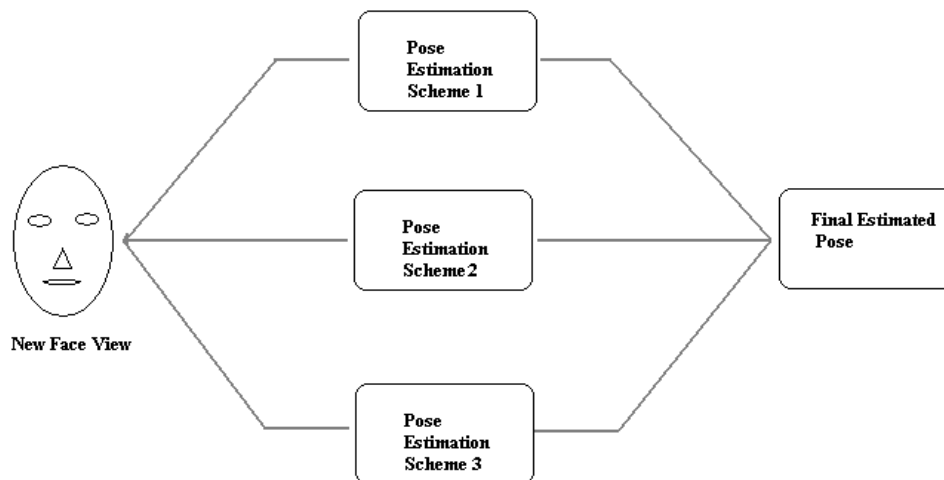 Pose
Estimation
Scheme 1
Pose
Estimation
Scheme 2
Final Estimated
Pose
New Face View
Pose
Estimation
Scheme 3